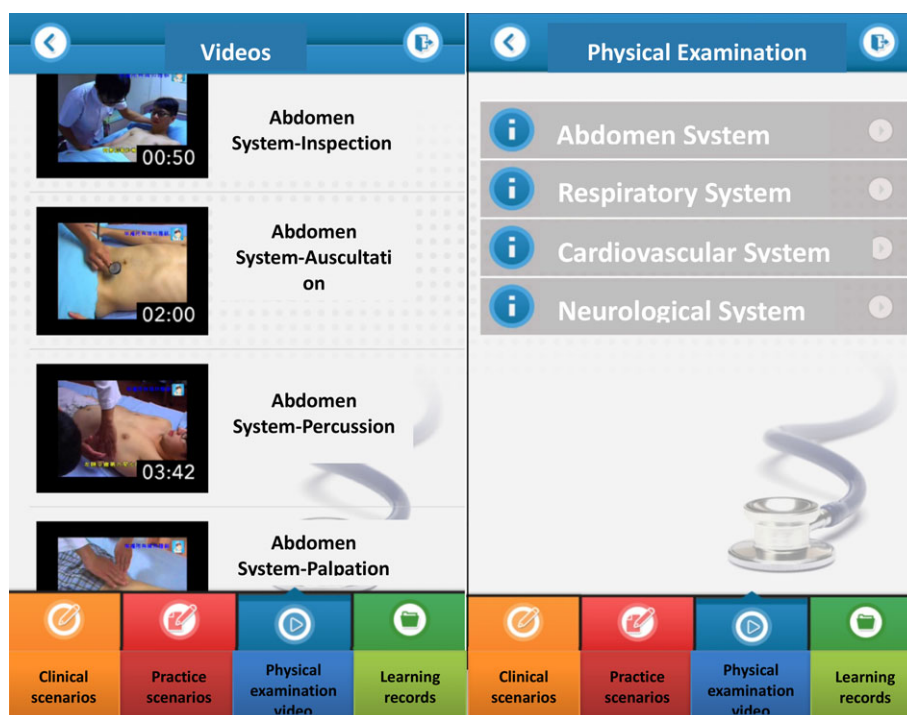 Videos
Abdomen
System-Inspection
00:50
Abdomen
System-Auscultati
on
02:00
Abdomen
System-Percussion
03:42
Abdomen
System-Palpation
Clinical
scenarios
Practice
scenarios
Physical
examination
video
Learning
records
Physical Examination
Abdomen System
Respiratory System
Cardiovascular System
Neurological System
Clinical
scenarios
Practice
scenarios
Physical
examination
video
Learning
records